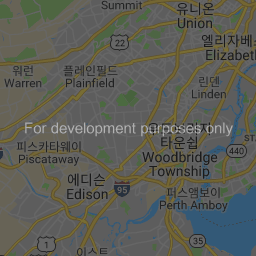 Summit
유니온
Union
22
엘리자베스
Elizabeth
워런
Warren
플레인필드
Plainfield
린든
Linden
For development purposes only
타운쉽
Woodbridge
Township
440
피스카타웨이
Piscataway
에디슨
Edison
95
퍼스앰보이
Perth Amboy
1
35
이스트